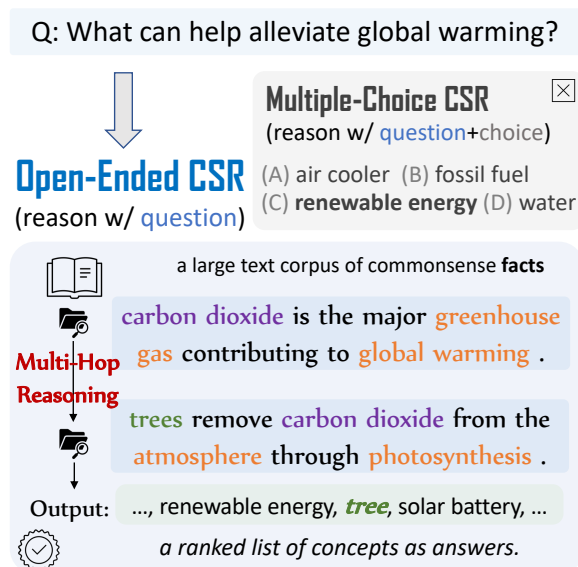 Q: What can help alleviate global warming?
Multiple-Choice CSR
(reason w/ question+choice)
(A) air cooler (B) fossil fuel
(C) renewable energy (D) water
Open-Ended CSR
(reason w/ question)
a large text corpus of commonsense facts
carbon dioxide is the major greenhouse
gas contributing to global warming .
Multi-Hop
Reasoning
trees remove carbon dioxide from the
atmosphere through photosynthesis .
Output: ..., renewable energy, tree, solar battery, ...
a ranked list of concepts as answers.